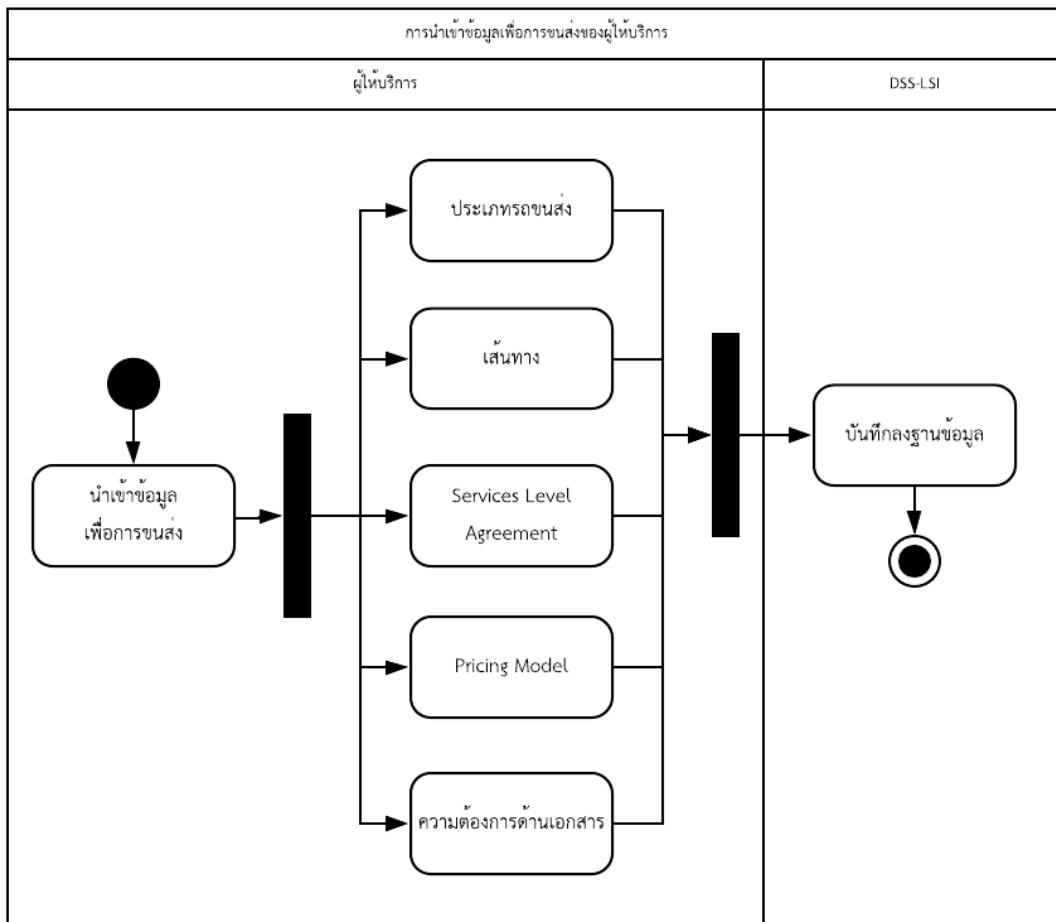 การนำเข้าข้อมูลเพื่อการขนส่งของผู้ให้บริการ
ผู้ให้บริการ
DSS-LSI
ประเภทรถขนส่ง
เส้นทาง
นำเข้าข้อมูล
เพื่อการขนส่ง
Services Level
Agreement
Pricing Model
ความต้องการด้านเอกสาร
บันทึกลงฐานข้อมูล